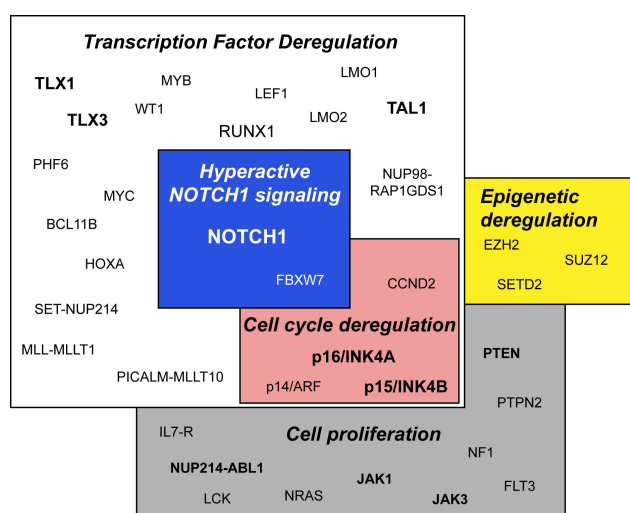 Transcription Factor Deregulation
TLX1
MYB
LMO1
LEF1
TLX3
WT1
LMO2
TAL1
RUNX1
PHF6
Hyperactive
NOTCH1 signaling
NUP98-
RAP1GDS1
MYC
BCL11B
NOTCH1
Epigenetic
deregulation
EZH2
SUZ12
SETD2
HOXA
FBXW7
CCND2
SET-NUP214
Cell cycle deregulation
MLL-MLLT1
p16/INK4A
PICALM-MLLT10
p14/ARF
p15/INK4B
PTEN
PTPN2
IL7-R
Cell proliferation
NF1
NUP214-ABL1
JAK1
FLT3
LCK
NRAS
JAK3